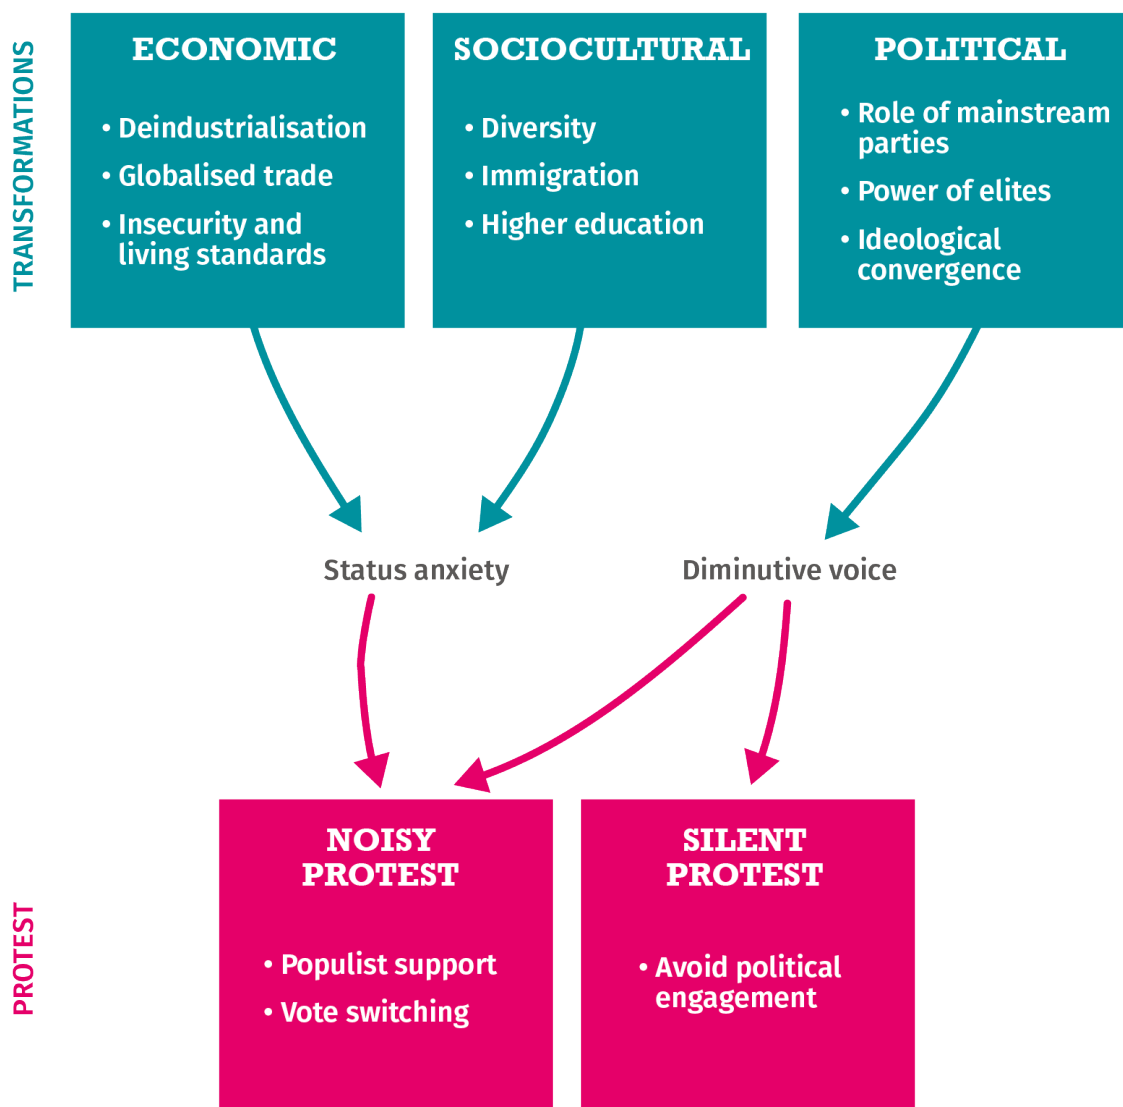 TRANSFORMATIONS
ECONOMIC
• Deindustrialisation
• Globalised trade
• Insecurity and
living standards
SOCIOCULTURAL
• Diversity
• Immigration
• Higher education
POLITICAL
• Role of mainstream
parties
• Power of elites
• Ideological
convergence
Status anxiety
Diminutive voice
PROTEST
NOISY
PROTEST
• Populist support
• Vote switching
SILENT
PROTEST
• Avoid political
engagement